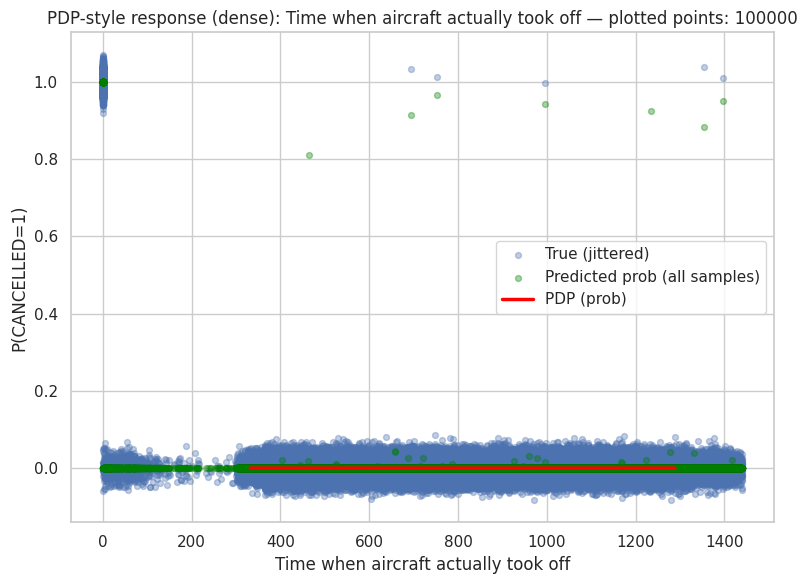 PDP-style response (dense): Time when aircraft actually took off — plotted points: 100000
P(CANCELLED=1)
1.0
0.8
0.6
0.4
0.2
0.0
True (jittered)
Predicted prob (all samples)
PDP (prob)
0 200 400 600 800 1000 1200 1400
Time when aircraft actually took off